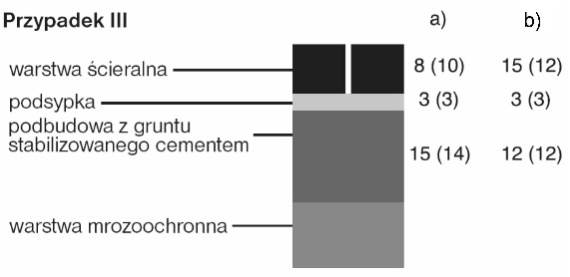 Przypadek III a) b)
warstwa ścieralna 8 (10) 15 (12)
podsypka 3 (3) 3 (3)
podbudowa z gruntu
stabilizowanego cementem 15 (14) 12 (12)
warstwa mrozoochronna